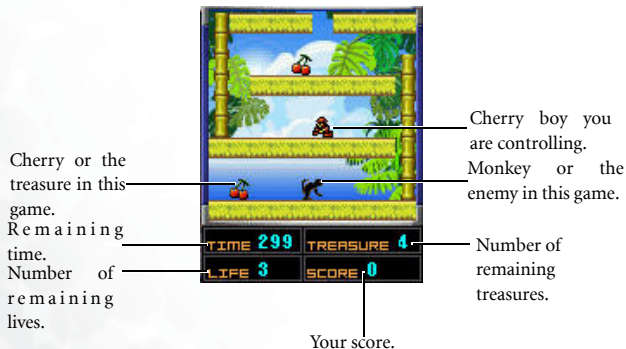 Cherry boy you
are controlling.
Monkey or the
enemy in this game.
Cherry or the
treasure in this
game.
Remaining
time.
Number of
remaining
lives.
TIME 299 TREASURE 4
LIFE 3 SCORE 0
Number of
remaining
treasures.
Your score.